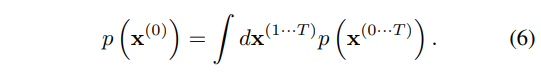 p(𝐱⁽⁰⁾) = ∫ d𝐱⁽¹···ᵀ⁾ p(𝐱⁽⁰···ᵀ⁾). (6)